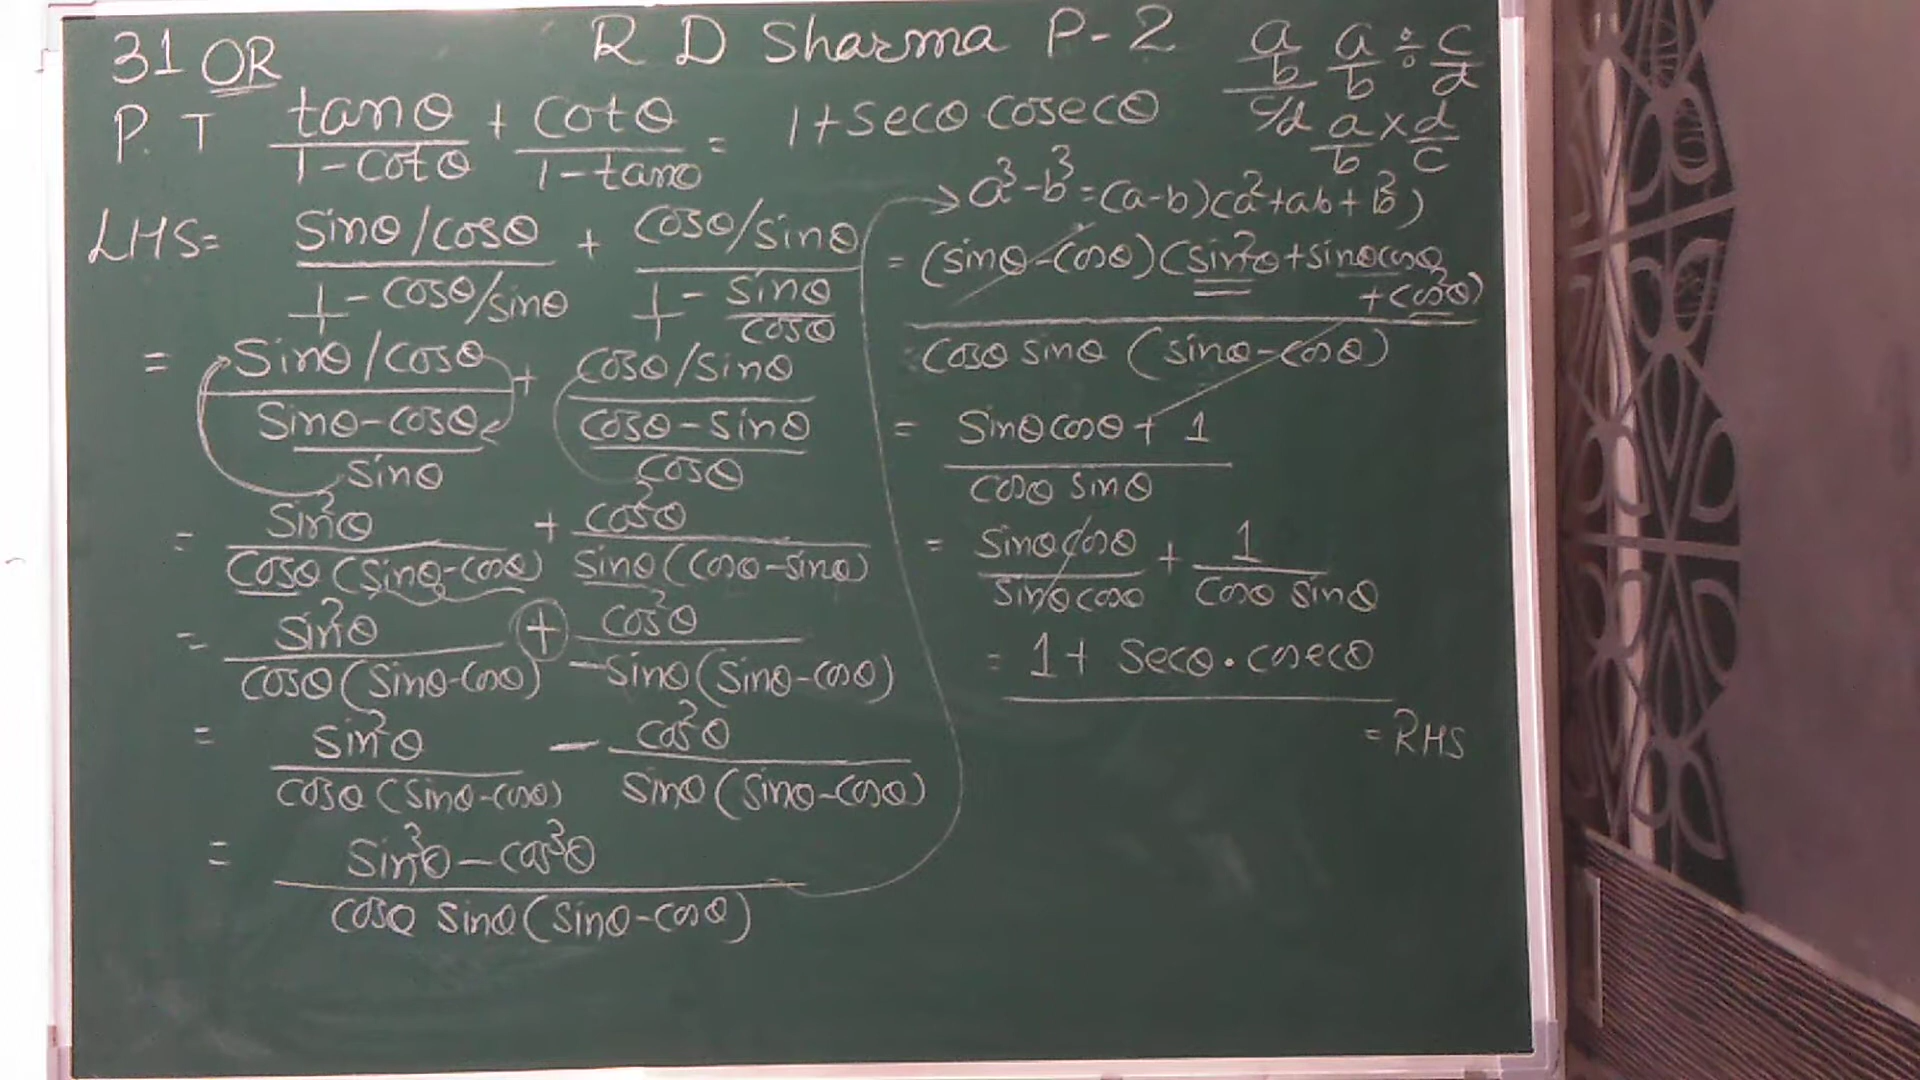 31 OR
R D Sharma P-2
P. T tanθ/1-cotθ + cotθ/1-tanθ = 1+secθ cosecθ
a/b / c/d a/b ÷ c/d
a/b × d/c
LHS= sinθ/cosθ / 1 - cosθ/sinθ + cosθ/sinθ / 1 - sinθ/cosθ
= sinθ/cosθ / sinθ-cosθ/sinθ + cosθ/sinθ / cosθ-sinθ/cosθ
= sin²θ/cosθ(sinθ-cosθ) + cos²θ/sinθ(cosθ-sinθ)
= sin²θ/cosθ(sinθ-cosθ) + cos²θ/-sinθ(sinθ-cosθ)
= sin²θ/cosθ(sinθ-cosθ) - cos²θ/sinθ(sinθ-cosθ)
= sin³θ-cos³θ/cosθ sinθ(sinθ-cosθ)
→ a³-b³=(a-b)(a²+ab+b²)
= (sinθ-cosθ)(sin²θ+sinθcosθ+cos²θ)/cosθ sinθ (sinθ-cosθ)
= sinθcosθ+1/cosθ sinθ
= sinθcosθ/sinθcosθ + 1/cosθ sinθ
= 1+ secθ.cosecθ
= RHS